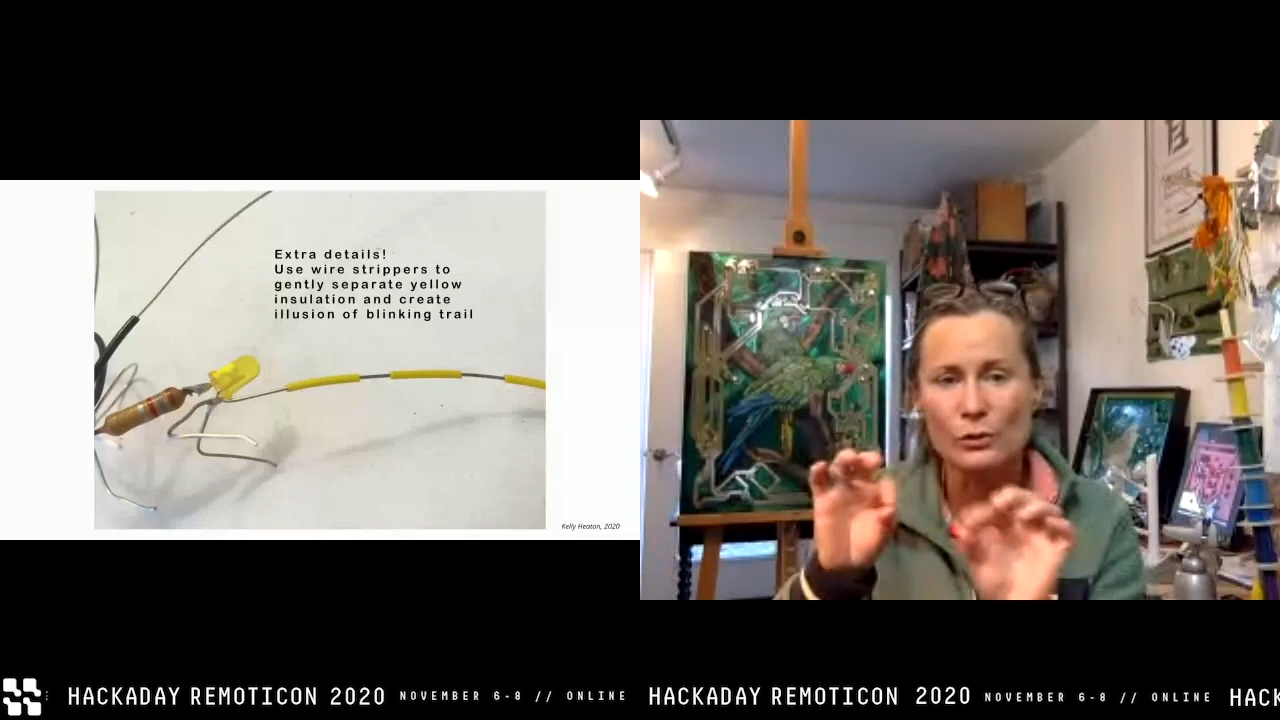 Extra details!
Use wire strippers to
gently separate yellow
insulation and create
illusion of blinking trail
Kelly Heaton, 2020
HACKADAY REMOTICON 2020 NOVEMBER 6-8 // ONLINE HACKADAY REMOTICON 2020 NOVEMBER 6-8 // ONLINE HACK